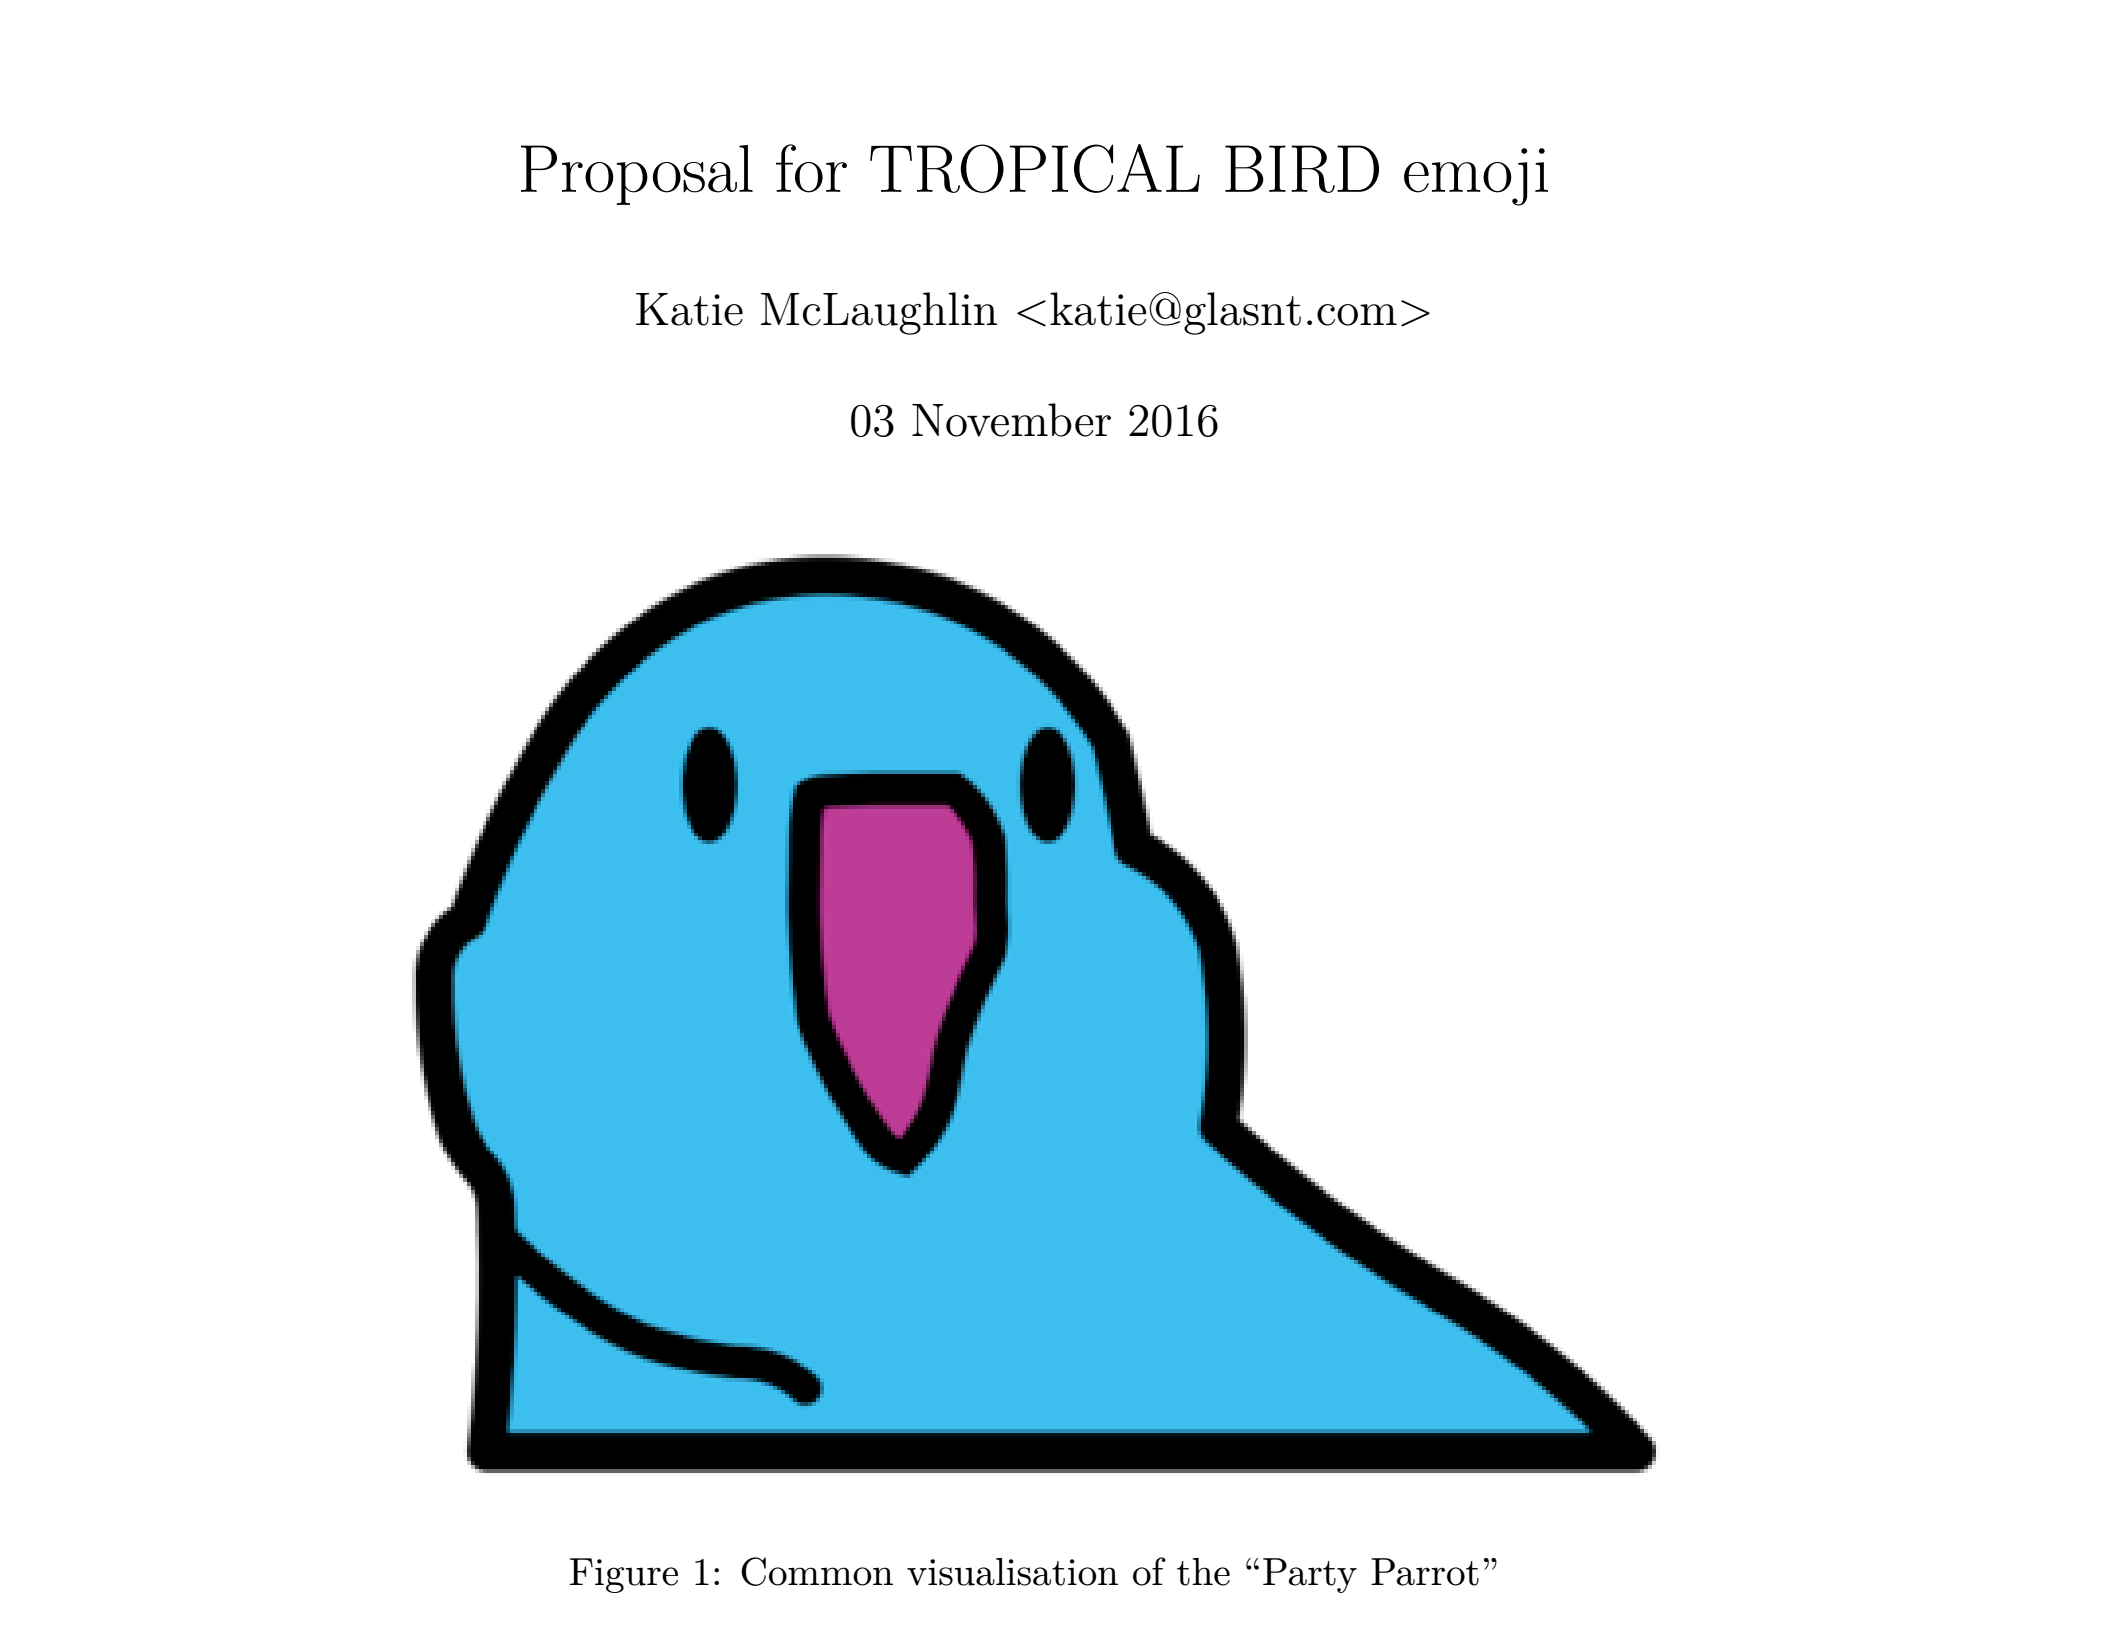 Proposal for TROPICAL BIRD emoji
Katie McLaughlin <katie@glasnt.com>
03 November 2016
Figure 1: Common visualisation of the “Party Parrot”